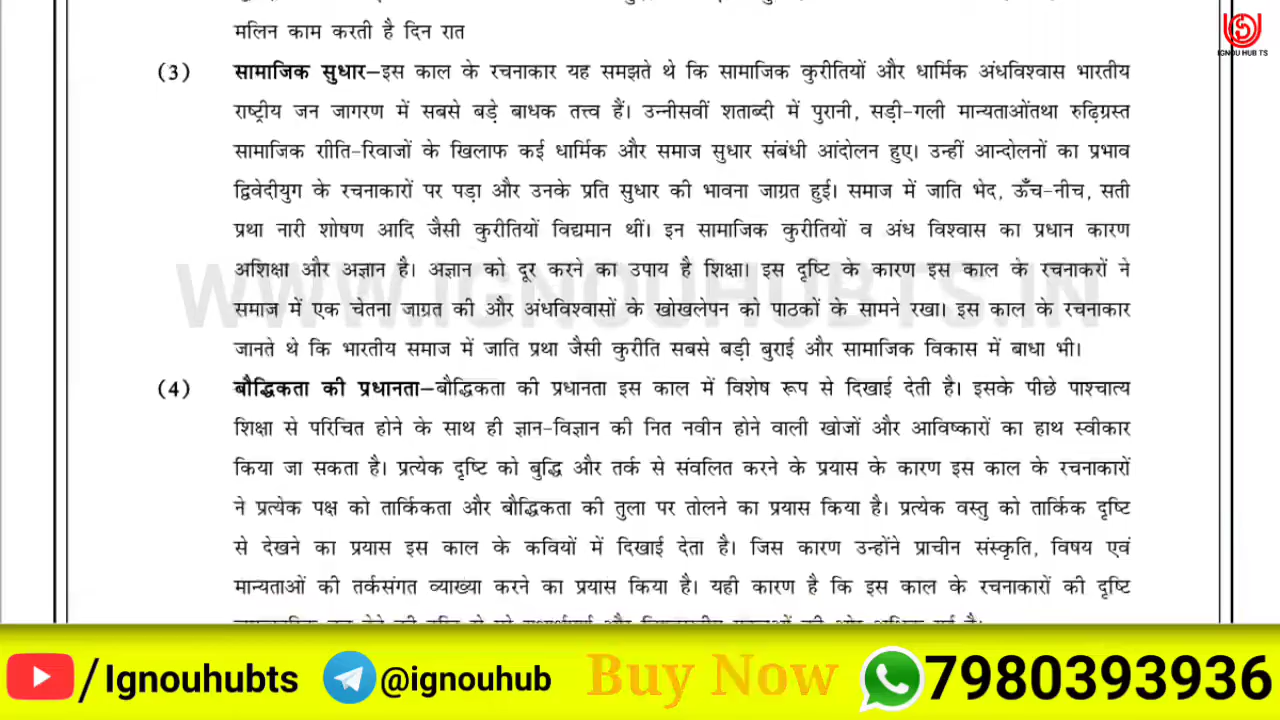 मलिन काम करती है दिन रात
IGNOU HUB TS
(3) सामाजिक सुधार–इस काल के रचनाकार यह समझते थे कि सामाजिक कुरीतियों और धार्मिक अंधविश्वास भारतीय
राष्ट्रीय जन जागरण में सबसे बड़े बाधक तत्त्व हैं। उन्नीसवीं शताब्दी में पुरानी, सड़ी-गली मान्यताओंतथा रुढ़िग्रस्त
सामाजिक राीति-रिवाजों के खिलाफ कई धार्मिक और समाज सुधार संबंधी आंदोलन हुए। उन्हीं आन्दोलनों का प्रभाव
द्विवेदीयुग के रचनाकारों पर पड़ा और उनके प्रति सुधार की भावना जाग्रत हुई। समाज में जाति भेद, ऊँच-नीच, सती
प्रथा नारी शोषण आदि जैसी कुरीतियों विद्यमान थीं। इन सामाजिक कुरीतियों व अंध विश्वास का प्रधान कारण
अशिक्षा और अज्ञान है। अज्ञान को दूर करने का उपाय है शिक्षा। इस दृष्टि के कारण इस काल के रचनाकरों ने
WWW.IGNOUHUBTS.IN
समाज में एक चेतना जाग्रत की और अंधविश्वासों के खोखलेपन को पाठकों के सामने रखा। इस काल के रचनाकार
जानते थे कि भारतीय समाज में जाति प्रथा जैसी कुरीति सबसे बड़ी बुराई और सामाजिक विकास में बाधा भी।
(4) बौद्धिकता की प्रधानता–बौद्धिकता की प्रधानता इस काल में विशेष रूप से दिखाई देती है। इसके पीछे पाश्चात्य
शिक्षा से परिचित होने के साथ ही ज्ञान-विज्ञान की नित नवीन होने वाली खोजों और आविष्कारों का हाथ स्वीकार
किया जा सकता है। प्रत्येक दृष्टि को बुद्धि और तर्क से संवलित करने के प्रयास के कारण इस काल के रचनाकारों
ने प्रत्येक पक्ष को तार्किकता और बौद्धिकता की तुला पर तोलने का प्रयास किया है। प्रत्येक वस्तु को तार्किक दृष्टि
से देखने का प्रयास इस काल के कवियों में दिखाई देता है। जिस कारण उन्होंने प्राचीन संस्कृति, विषय एवं
मान्यताओं की तर्कसंगत व्याख्या करने का प्रयास किया है। यही कारण है कि इस काल के रचनाकारों की दृष्टि
/Ignouhubts @ignouhub Buy Now 7980393936